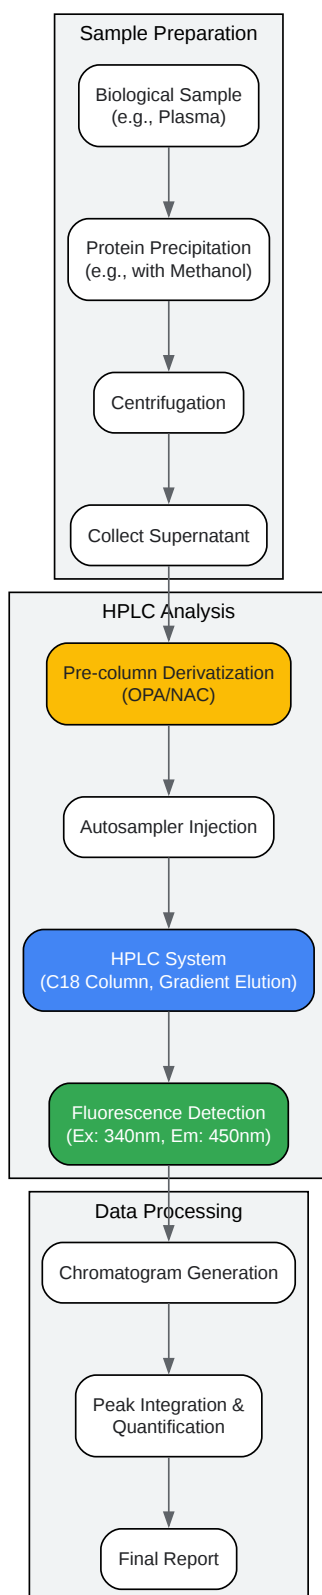 Sample Preparation
Biological Sample
(e.g., Plasma)
Protein Precipitation
(e.g., with Methanol)
Centrifugation
Collect Supernatant
HPLC Analysis
Pre-column Derivatization
(OPA/NAC)
Autosampler Injection
HPLC System
(C18 Column, Gradient Elution)
Fluorescence Detection
(Ex: 340nm, Em: 450nm)
Data Processing
Chromatogram Generation
Peak Integration &
Quantification
Final Report